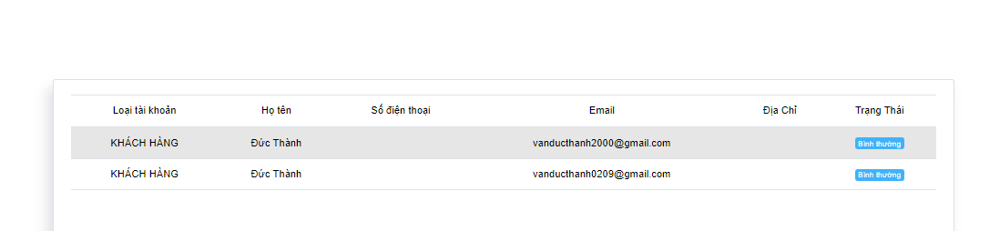 Loại tài khoản Họ tên Số điện thoại Email Địa Chỉ Trạng Thái
KHÁCH HÀNG Đức Thành vanducthanh2000@gmail.com Bình thường
KHÁCH HÀNG Đức Thành vanducthanh0209@gmail.com Bình thường